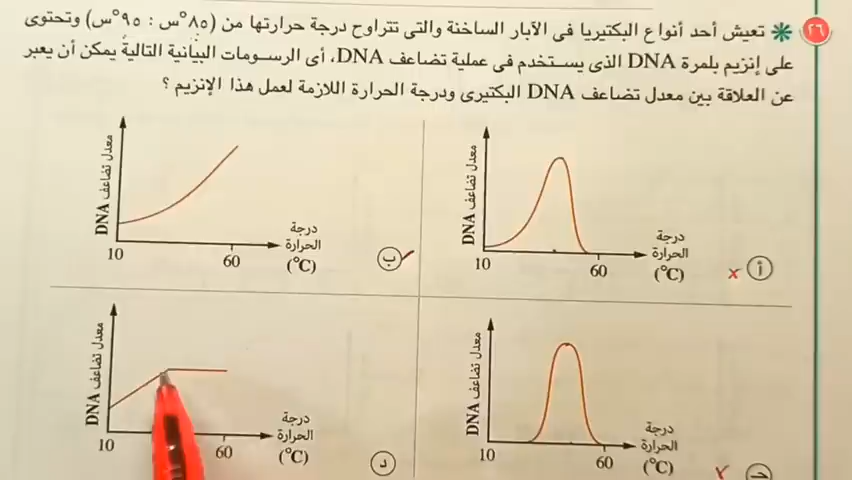 ٢٦ تعيش أحد أنواع البكتيريا فى الآبار الساخنة والتى تتراوح درجة حرارتها من (٨٥°س : ٩٥°س) وتحتوى
على إنزيم بلمرة DNA الذى يستخدم فى عملية تضاعف DNA، أى الرسومات البيانية التالية يمكن أن يعبر
عن العلاقة بين معدل تضاعف DNA البكتيرى ودرجة الحرارة اللازمة لعمل هذا الإنزيم ؟
معدل تضاعف DNA
10
60
درجة
الحرارة
(°C)
أ
معدل تضاعف DNA
10
60
درجة
الحرارة
(°C)
ب
معدل تضاعف DNA
10
60
درجة
الحرارة
(°C)
جـ
معدل تضاعف DNA
10
60
درجة
الحرارة
(°C)
د